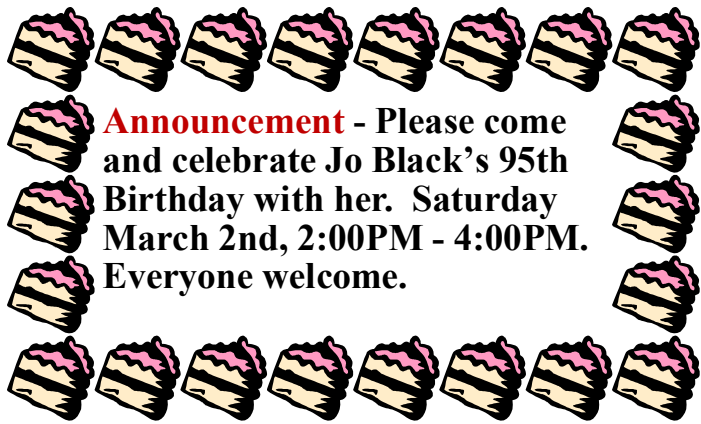 Announcement - Please come
and celebrate Jo Black’s 95th
Birthday with her.  Saturday
March 2nd, 2:00PM - 4:00PM.
Everyone welcome.